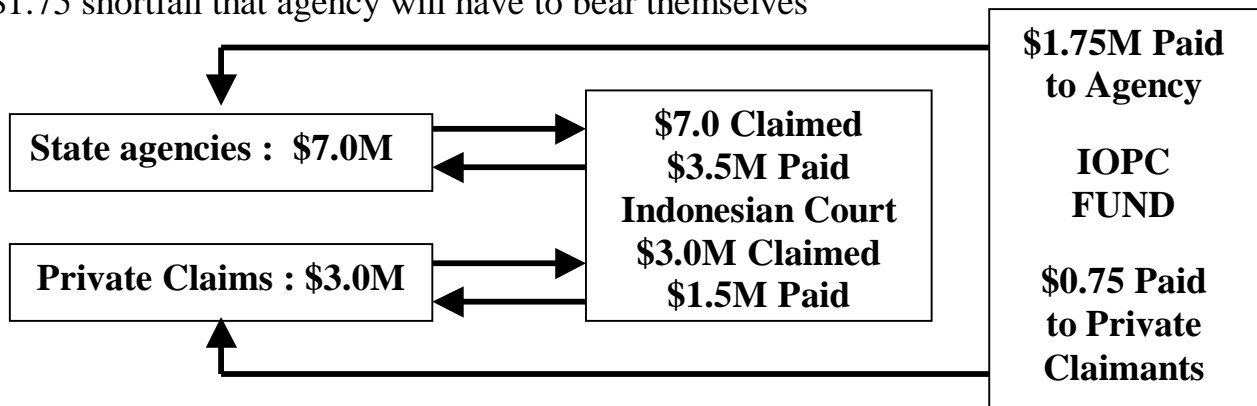 $1.75 shortfall that agency will have to bear themselves
State agencies : $7.0M
Private Claims : $3.0M
$7.0 Claimed
$3.5M Paid
Indonesian Court
$3.0M Claimed
$1.5M Paid
$1.75M Paid
to Agency
IOPC
FUND
$0.75 Paid
to Private
Claimants